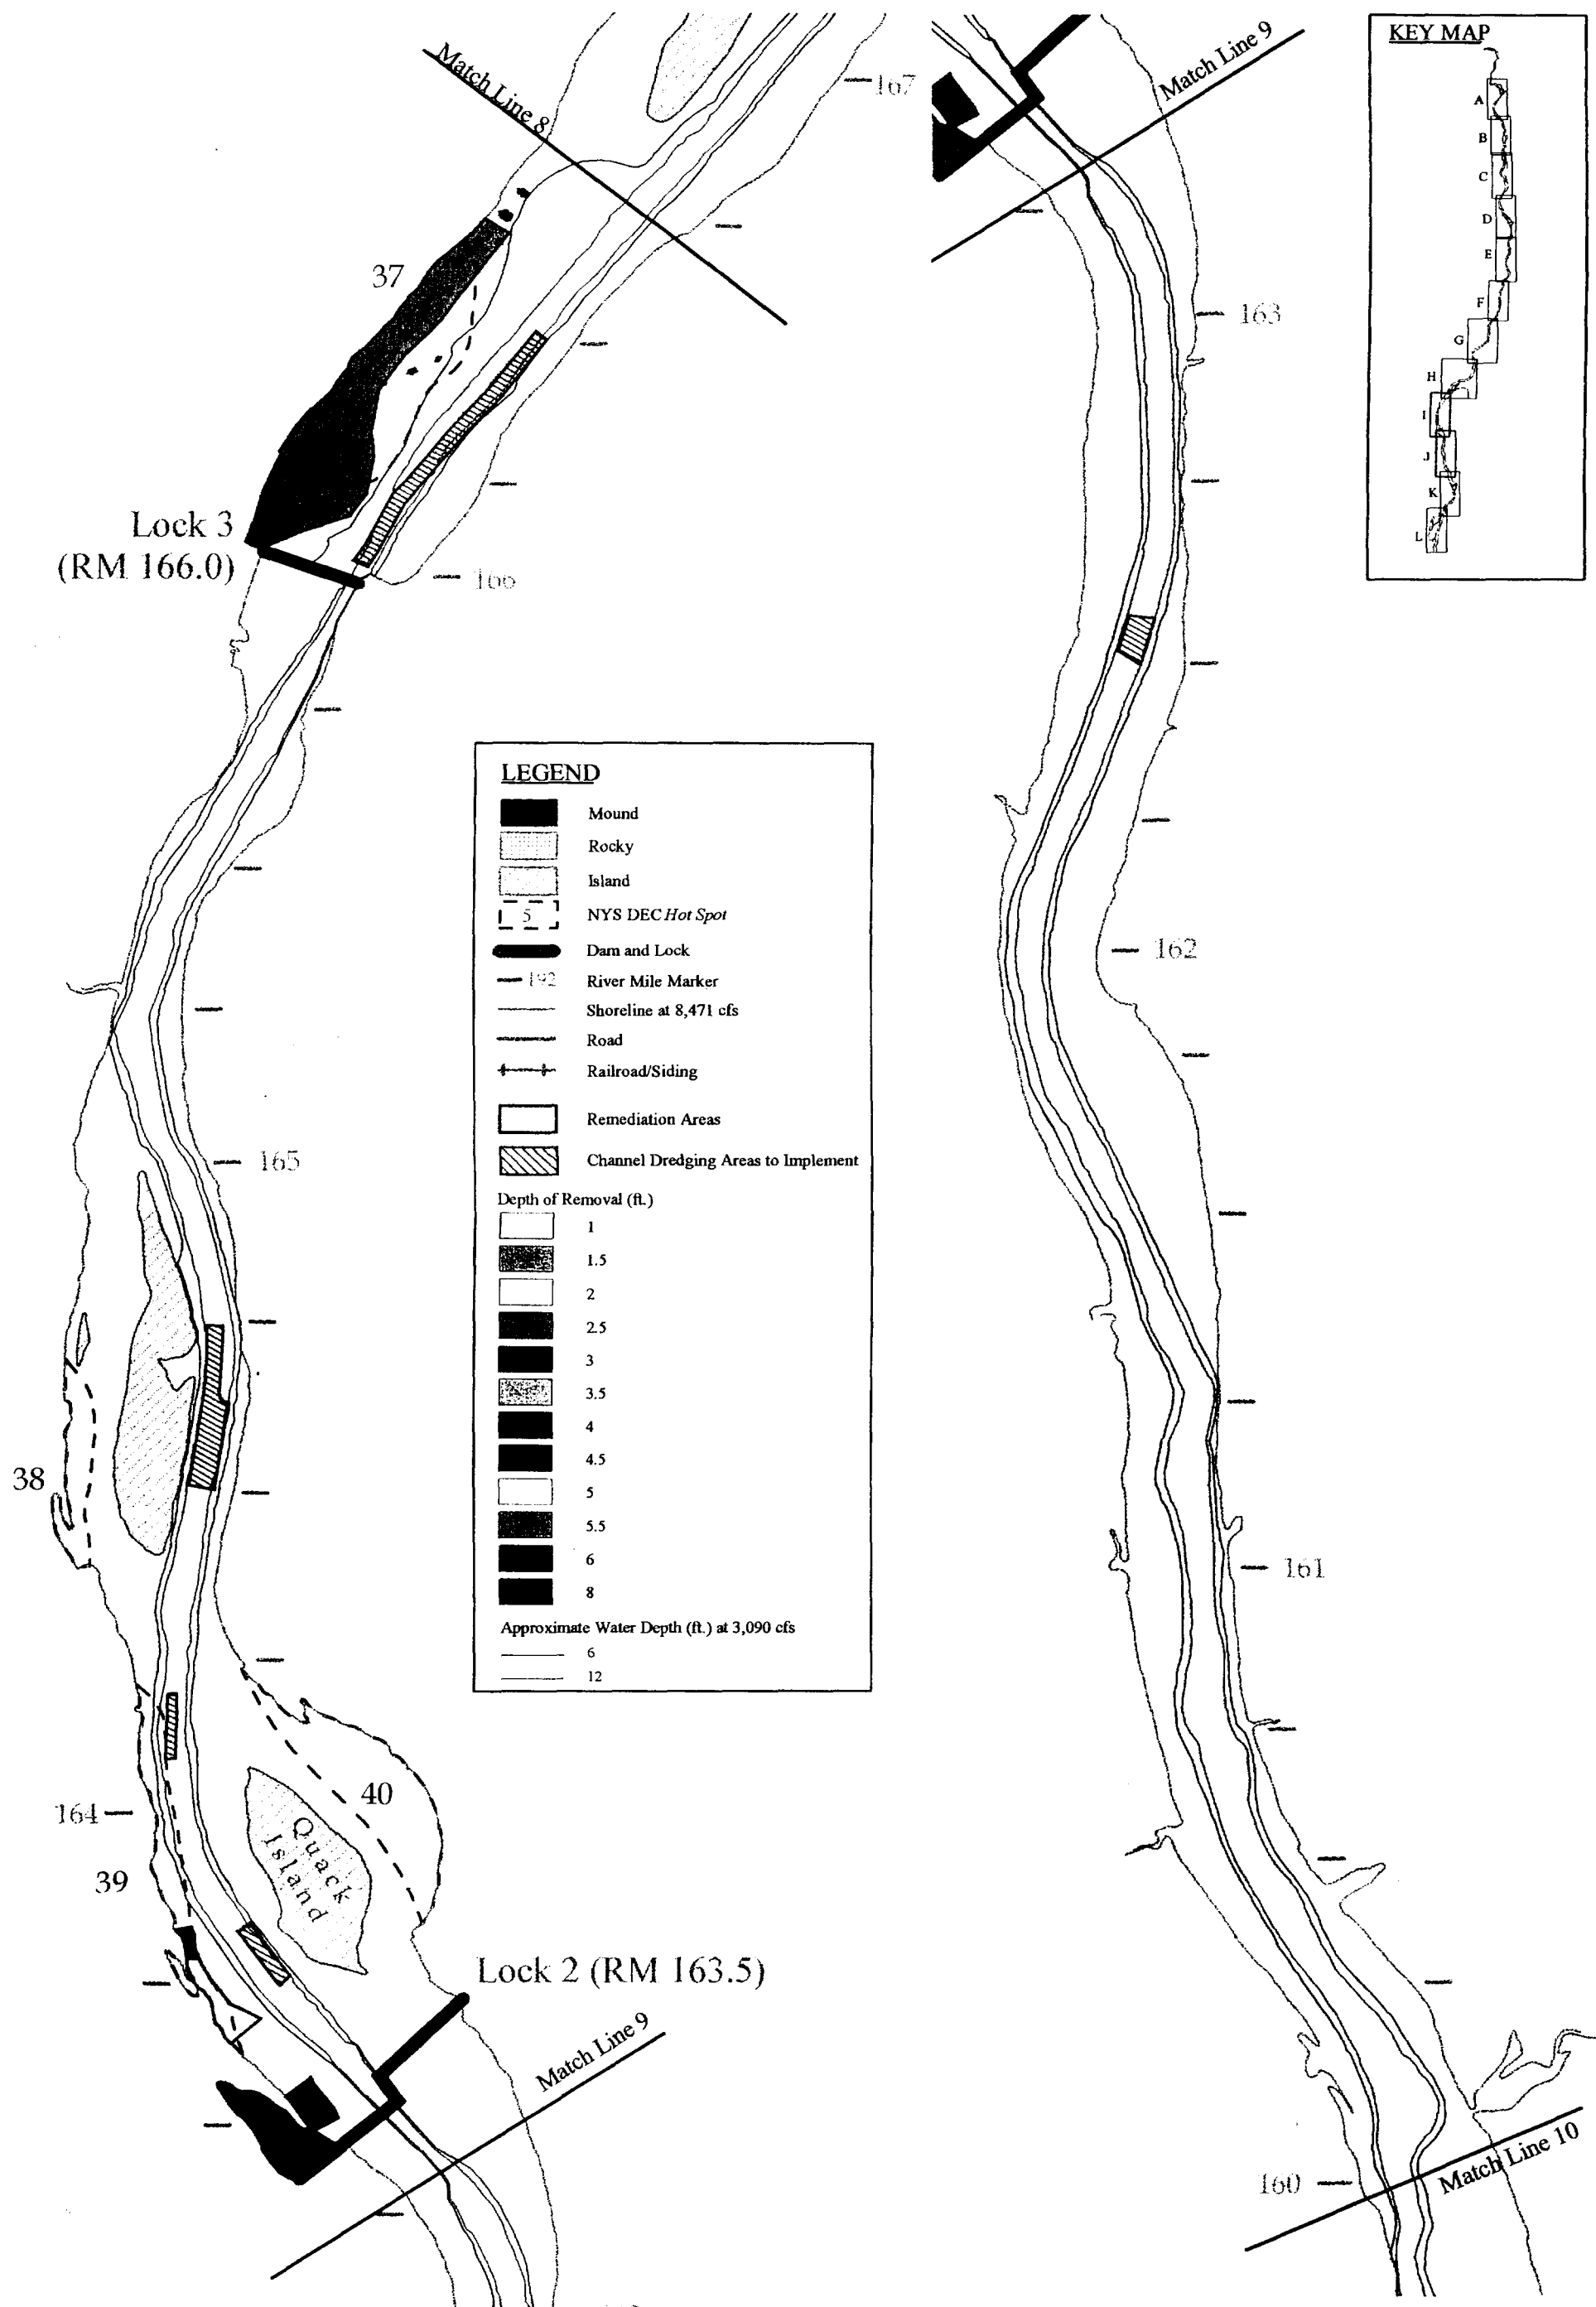 Match Line 8
167
37
Lock 3
(RM 166.0)
166
165
38
164
39
40
Quack
Island
Lock 2 (RM 163.5)
Match Line 9
LEGEND
Mound
Rocky
Island
5 NYS DEC Hot Spot
Dam and Lock
192 River Mile Marker
Shoreline at 8,471 cfs
Road
Railroad/Siding
Remediation Areas
Channel Dredging Areas to Implement
Depth of Removal (ft.)
1
1.5
2
2.5
3
3.5
4
4.5
5
5.5
6
8
Approximate Water Depth (ft.) at 3,090 cfs
6
12
Match Line 9
163
162
161
160
Match Line 10
KEY MAP
A
B
C
D
E
F
G
H
I
J
K
L